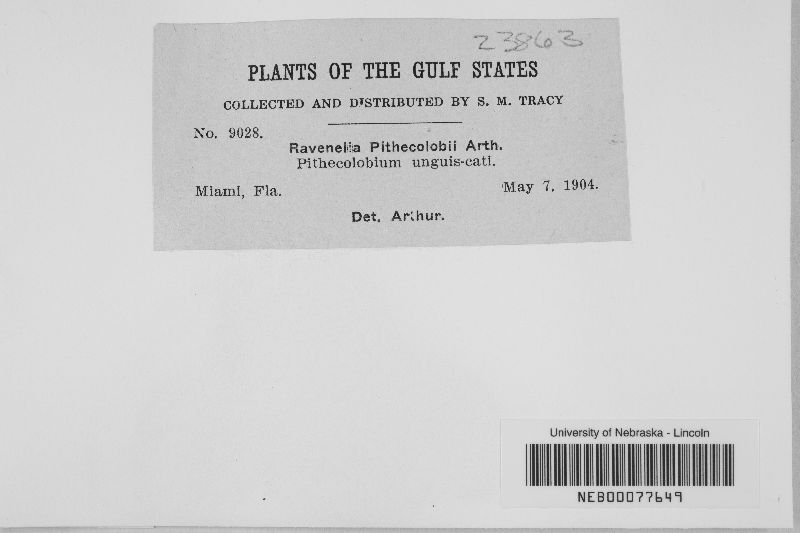 23863
PLANTS OF THE GULF STATES
COLLECTED AND DISTRIBUTED BY S. M. TRACY
No. 9028.
Ravenelia Pithecolobii Arth.
Pithecolobium unguis-cati.
Miami, Fla. May 7, 1904.
Det. Arthur.
University of Nebraska - Lincoln
NEB00077649